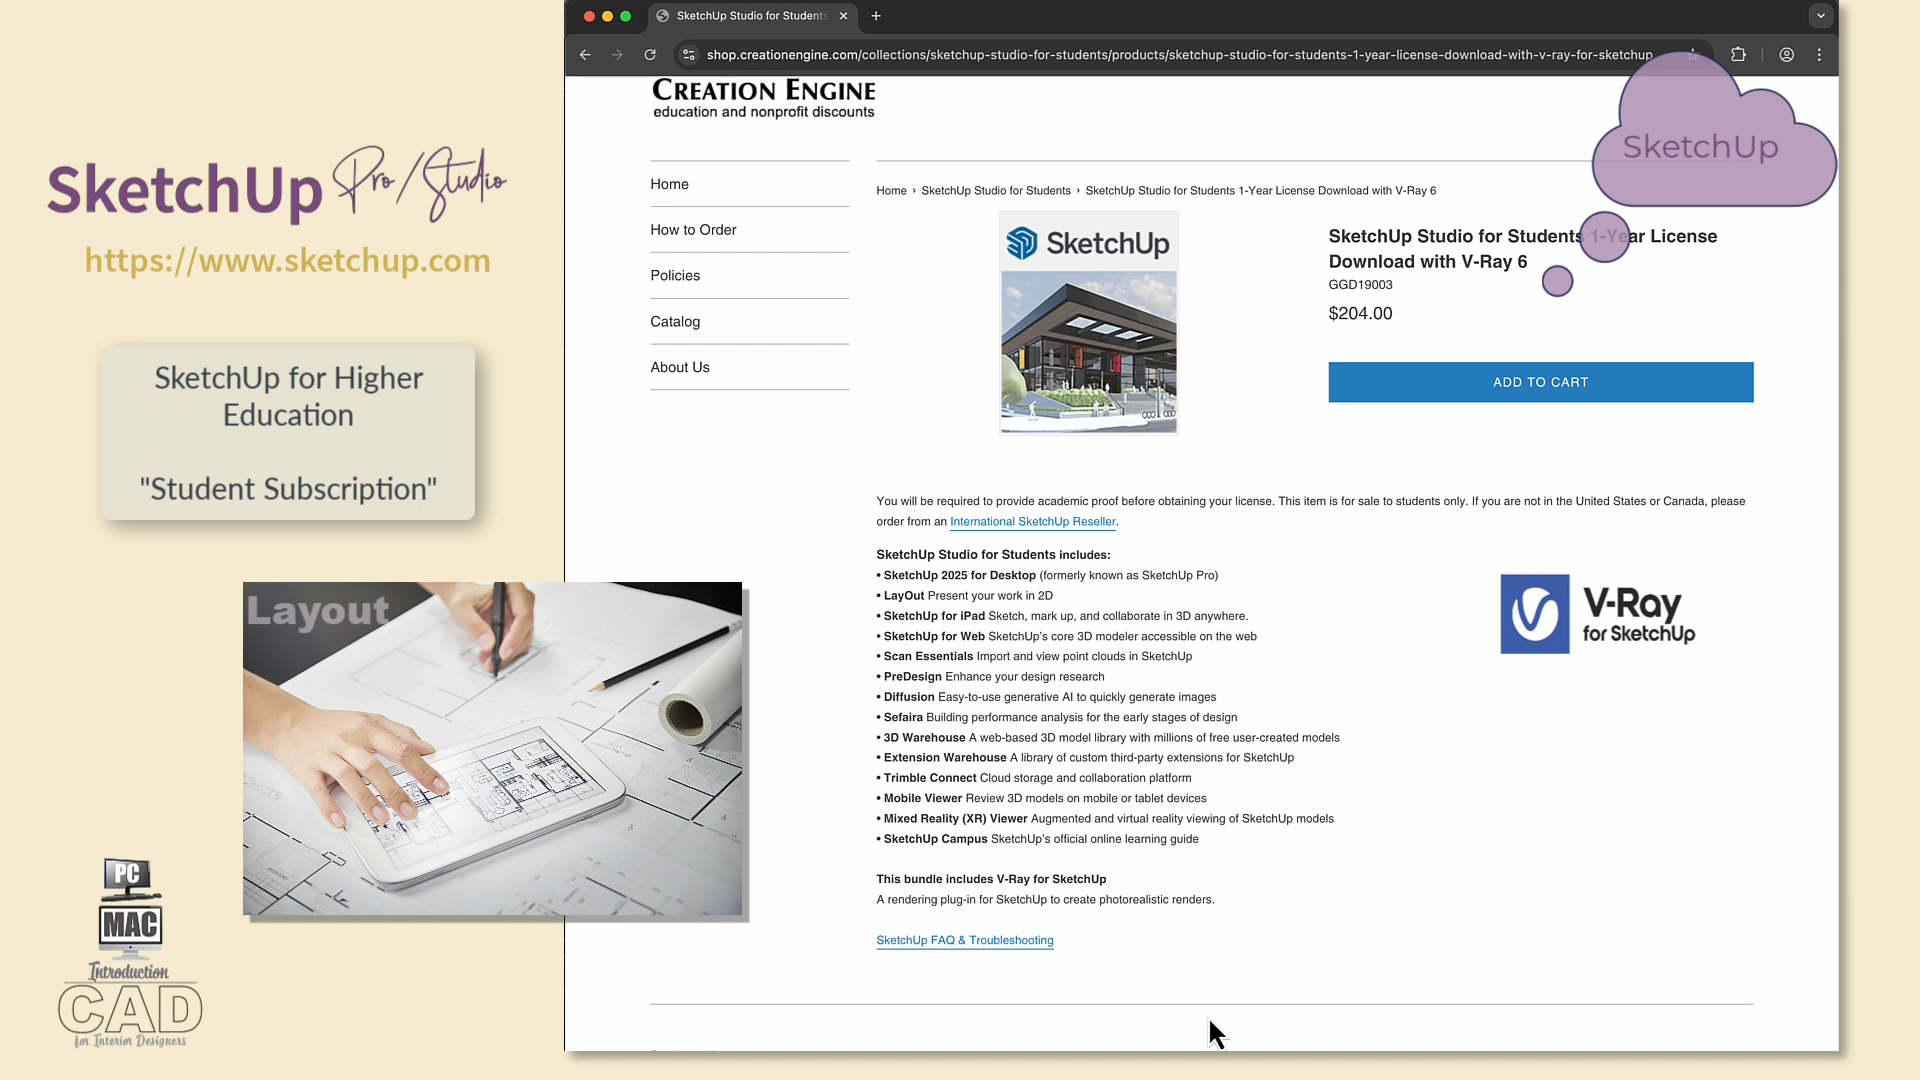 SketchUp Studio for Students
shop.creationengine.com/collections/sketchup-studio-for-students/products/sketchup-studio-for-students-1-year-license-download-with-v-ray-for-sketchup
CREATION ENGINE
education and nonprofit discounts
SketchUp
SketchUp Pro/Studio
https://www.sketchup.com
SketchUp for Higher
Education
"Student Subscription"
Layout
PC
MAC
Introduction
CAD
for Interior Designers
Home
How to Order
Policies
Catalog
About Us
Home › SketchUp Studio for Students › SketchUp Studio for Students 1-Year License Download with V-Ray 6
SketchUp
SketchUp Studio for Students 1-Year License
Download with V-Ray 6
GGD19003
$204.00
ADD TO CART
You will be required to provide academic proof before obtaining your license. This item is for sale to students only. If you are not in the United States or Canada, please
order from an International SketchUp Reseller.
SketchUp Studio for Students includes:
• SketchUp 2025 for Desktop (formerly known as SketchUp Pro)
• LayOut Present your work in 2D
• SketchUp for iPad Sketch, mark up, and collaborate in 3D anywhere.
• SketchUp for Web SketchUp's core 3D modeler accessible on the web
• Scan Essentials Import and view point clouds in SketchUp
• PreDesign Enhance your design research
• Diffusion Easy-to-use generative AI to quickly generate images
• Sefaira Building performance analysis for the early stages of design
• 3D Warehouse A web-based 3D model library with millions of free user-created models
• Extension Warehouse A library of custom third-party extensions for SketchUp
• Trimble Connect Cloud storage and collaboration platform
• Mobile Viewer Review 3D models on mobile or tablet devices
• Mixed Reality (XR) Viewer Augmented and virtual reality viewing of SketchUp models
• SketchUp Campus SketchUp's official online learning guide
V-Ray
for SketchUp
This bundle includes V-Ray for SketchUp
A rendering plug-in for SketchUp to create photorealistic renders.
SketchUp FAQ & Troubleshooting